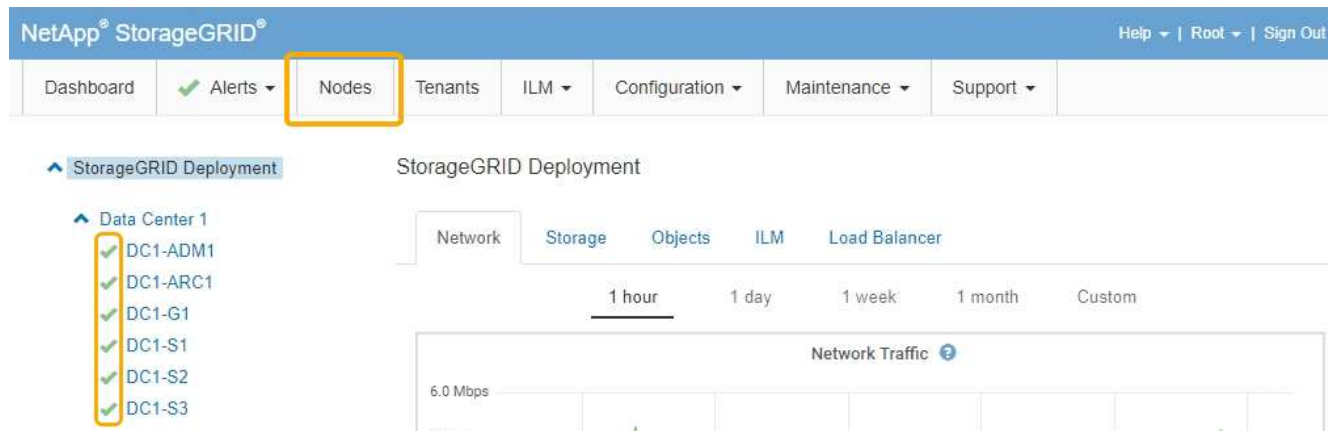 NetApp® StorageGRID®
Help | Root | Sign Out
Dashboard Alerts Nodes Tenants ILM Configuration Maintenance Support
StorageGRID Deployment
StorageGRID Deployment
Data Center 1
Network Storage Objects ILM Load Balancer
DC1-ADM1
DC1-ARC1
1 hour 1 day 1 week 1 month Custom
DC1-G1
DC1-S1
Network Traffic
DC1-S2
6.0 Mbps
DC1-S3